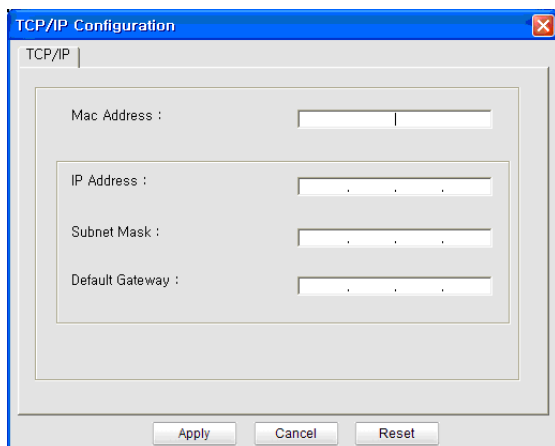 TCP/IP Configuration
TCP/IP
Mac Address :
IP Address :
. . .
Subnet Mask :
. . .
Default Gateway :
. . .
Apply Cancel Reset